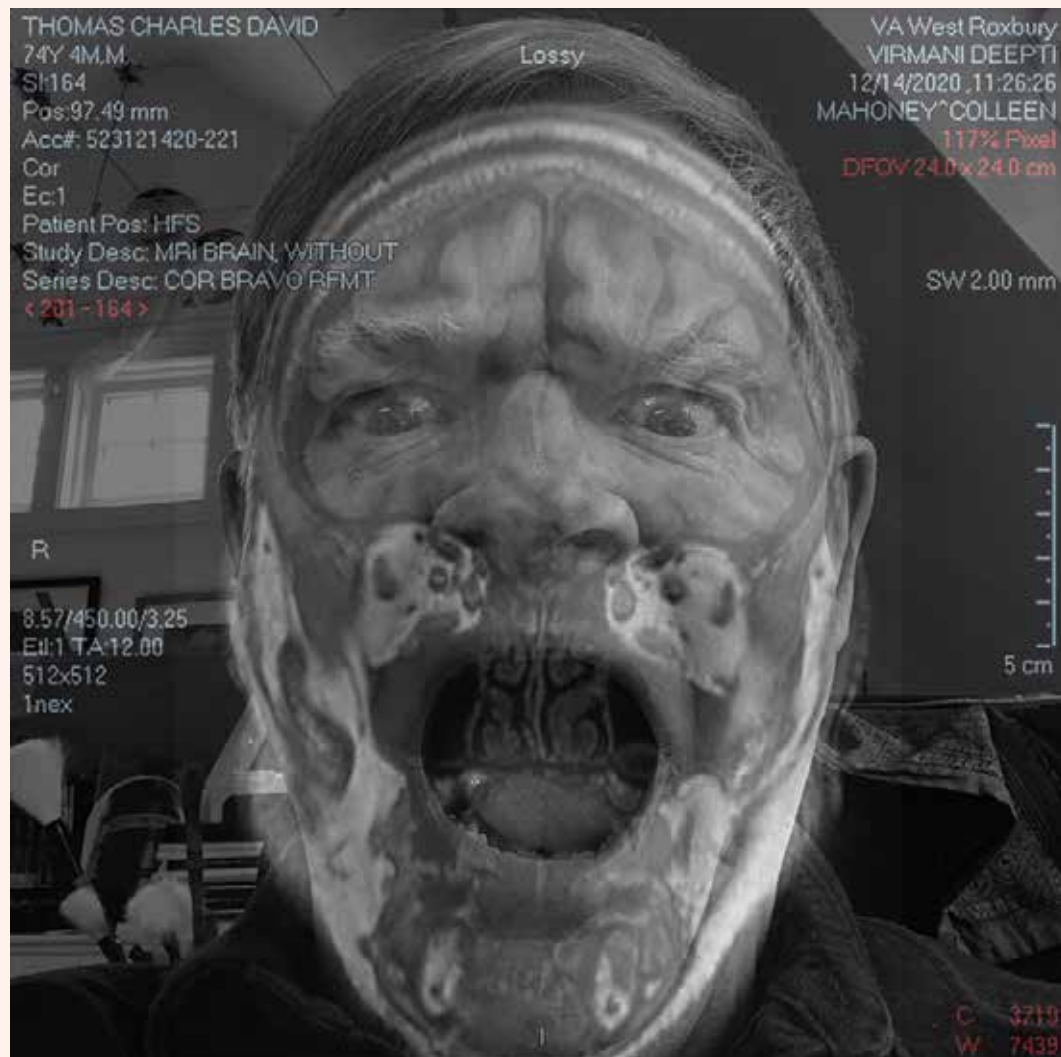 THOMAS CHARLES DAVID
74Y 4M.M.
Sl:164
Pos:97.49 mm
Acc#: 523121420-221
Cor
Ec:1
Patient Pos: HFS
Study Desc: MRI BRAIN, WITHOUT
Series Desc: COR BRAVO RFMT
< 201 - 164 >
Lossy
VA West Roxbury
VIRMANI DEEPTI
12/14/2020 ,11:26:26
MAHONEY^COLLEEN
117% Pixel
DFOV 24.0 x 24.0 cm
SW 2.00 mm
R
8.57/450.00/3.25
Etl:1 TA:12.00
512x512
1nex
5 cm
I
C 3719
W 7439